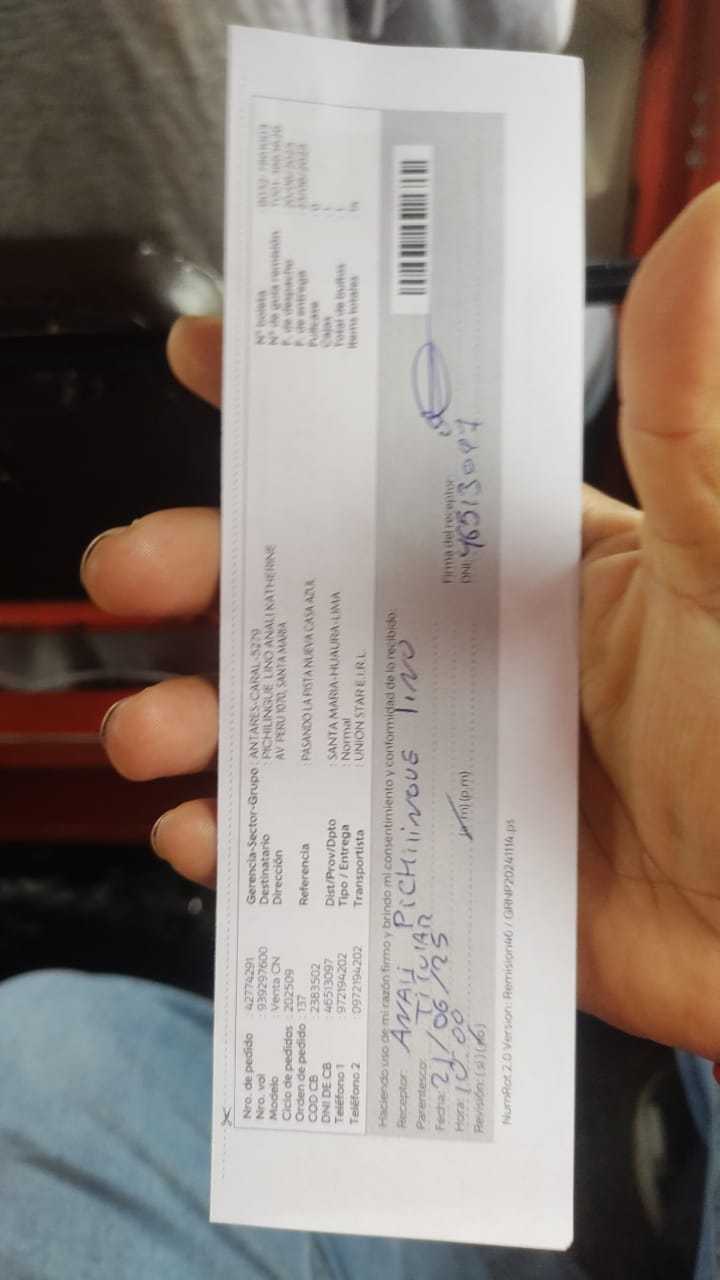 Nro. de pedido : 42774291
Nro. vol : 939297600
Modelo : Venta CN
Ciclo de pedidos : 202509
Orden de pedido : 137
COD CB : 2383502
DNI DE CB : 46513097
Teléfono 1 : 972194202
Teléfono 2 : 0972194202
Gerencia-Sector-Grupo : ANTARES-CARAL-5279
Destinatario : PICHILINGUE LINO ANALI KATHERINE
Dirección : AV PERU 1070, SANTA MARIA
Referencia : PASANDO LA PISTA NUEVA CASA AZUL
Dist/Prov/Dpto : SANTA MARIA-HUAURA-LIMA
Tipo / Entrega : Normal
Transportista : UNION STAR E.I.R.L.
N° boleta
N° de guía remisión
F. de despacho
F. de entrega
Fullcase
Cajas
Total de bultos
Items totales
Haciendo uso de mi razón firmo y brindo mi consentimiento y conformidad de lo recibido.
Receptor: ANALI PICHILINGUE LINO
Parentesco: TITULAR
Fecha: 21/06/25
Hora: 10:00 (a.m) (p.m)
Revisión: (si) (no)
Firma del receptor:
DNI: 46513097
NumRot 2.0 Version: Remision46 / GRNP20241114.ps